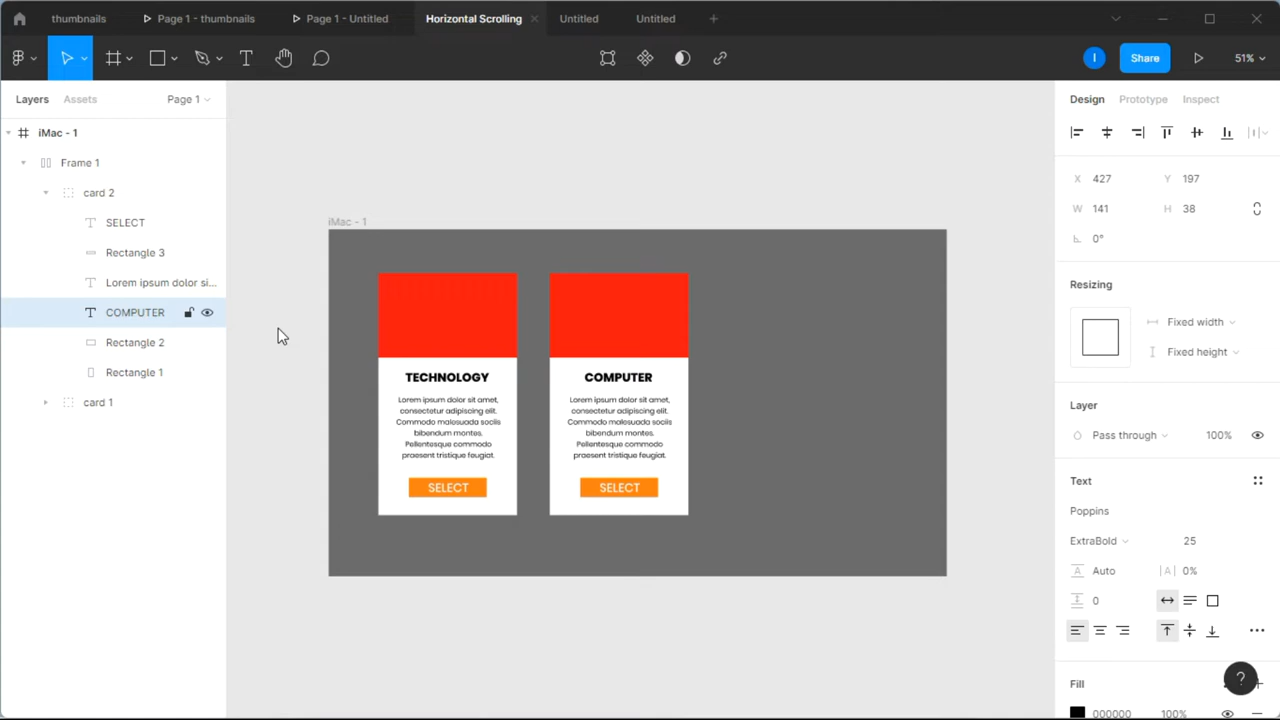 thumbnails
Page 1 - thumbnails
Page 1 - Untitled
Horizontal Scrolling
Untitled
Untitled
I
Share
51%
Layers
Assets
Page 1
Design
Prototype
Inspect
iMac - 1
Frame 1
card 2
SELECT
Rectangle 3
Lorem ipsum dolor si...
COMPUTER
Rectangle 2
Rectangle 1
card 1
iMac - 1
TECHNOLOGY
Lorem ipsum dolor sit amet,
consectetur adipiscing elit.
Commodo malesuada sociis
bibendum montes.
Pellentesque commodo
praesent tristique feugiat.
SELECT
COMPUTER
Lorem ipsum dolor sit amet,
consectetur adipiscing elit.
Commodo malesuada sociis
bibendum montes.
Pellentesque commodo
praesent tristique feugiat.
SELECT
X 427
Y 197
W 141
H 38
0°
Resizing
Fixed width
Fixed height
Layer
Pass through
100%
Text
Poppins
ExtraBold
25
Auto
|A| 0%
0
Fill
?
000000
100%